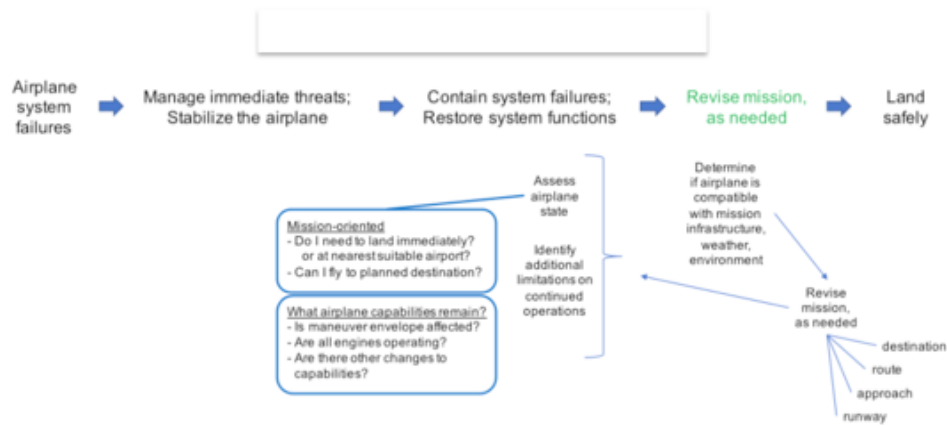 Airplane
system
failures
Manage immediate threats;
Stabilize the airplane
Contain system failures;
Restore system functions
Revise mission,
as needed
Land
safely
Assess
airplane
state
Identify
additional
limitations on
continued
operations
Mission-oriented
- Do I need to land immediately?
or at nearest suitable airport?
- Can I fly to planned destination?
What airplane capabilities remain?
- Is maneuver envelope affected?
- Are all engines operating?
- Are there other changes to
capabilities?
Determine
if airplane is
compatible
with mission
infrastructure,
weather,
environment
Revise
mission,
as needed
destination
route
approach
runway